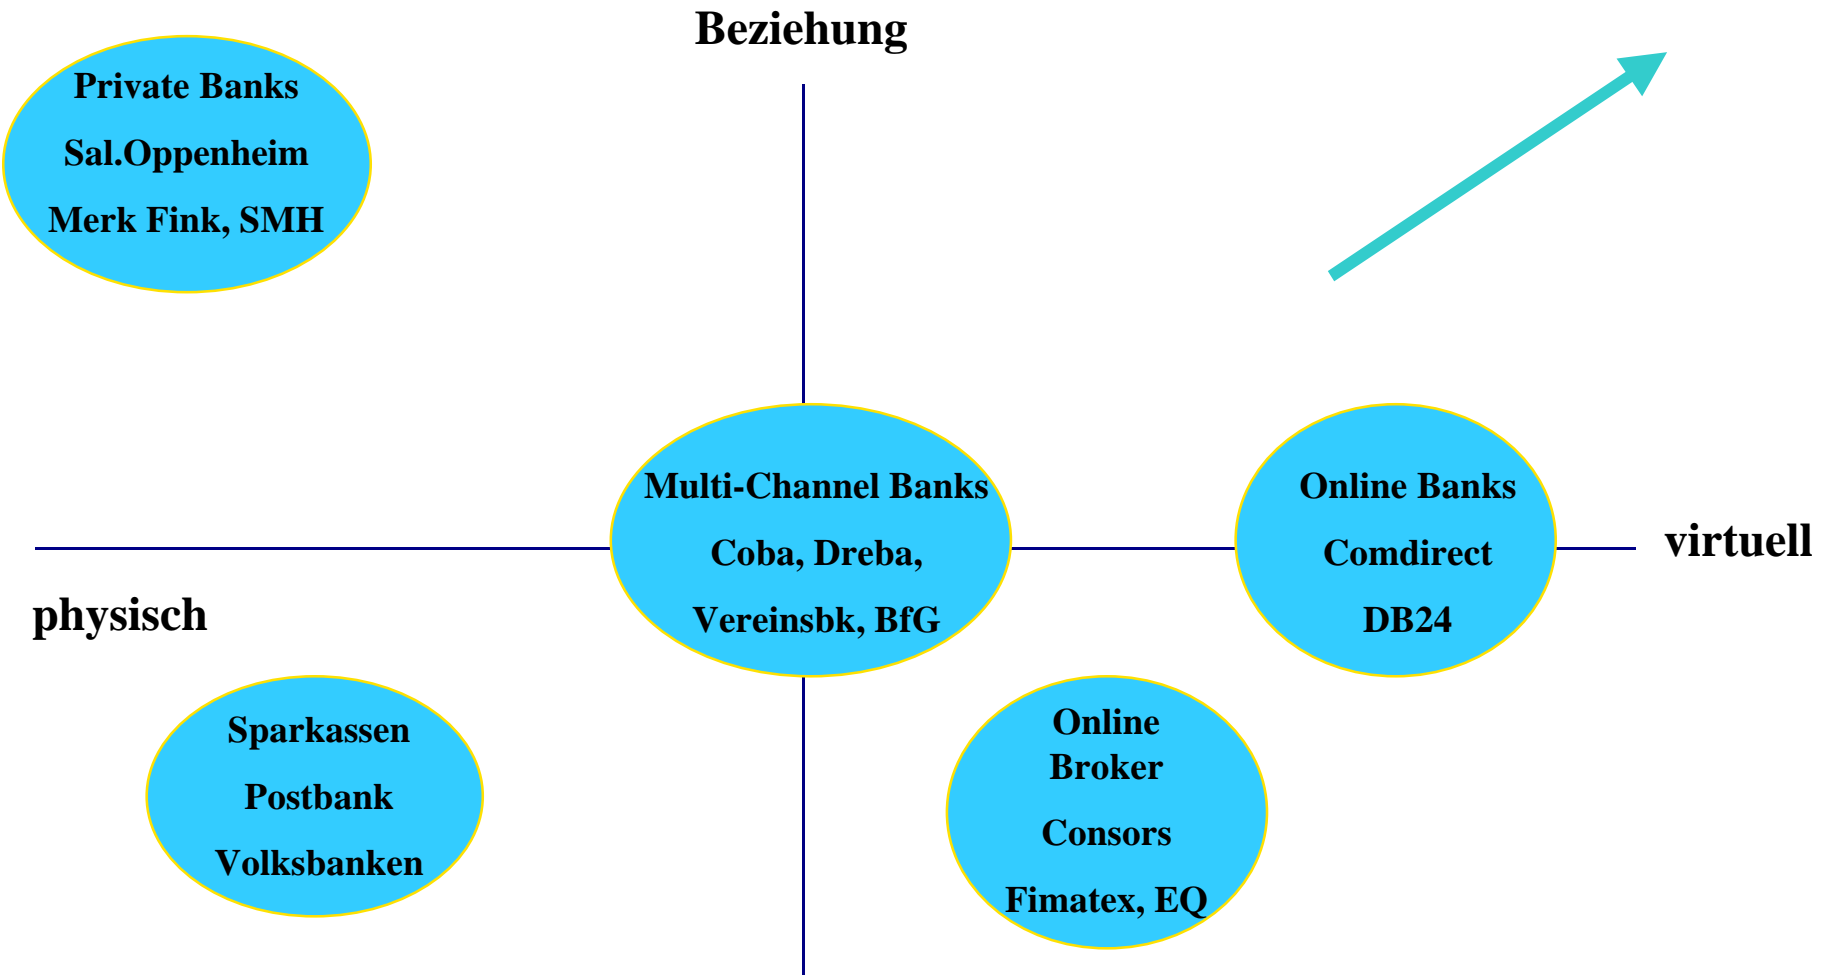 Beziehung
Private Banks
Sal.Oppenheim
Merk Fink, SMH
Multi-Channel Banks
Coba, Dreba,
Vereinsbk, BfG
Online Banks
Comdirect
DB24
virtuell
physisch
Sparkassen
Postbank
Volksbanken
Online
Broker
Consors
Fimatex, EQ